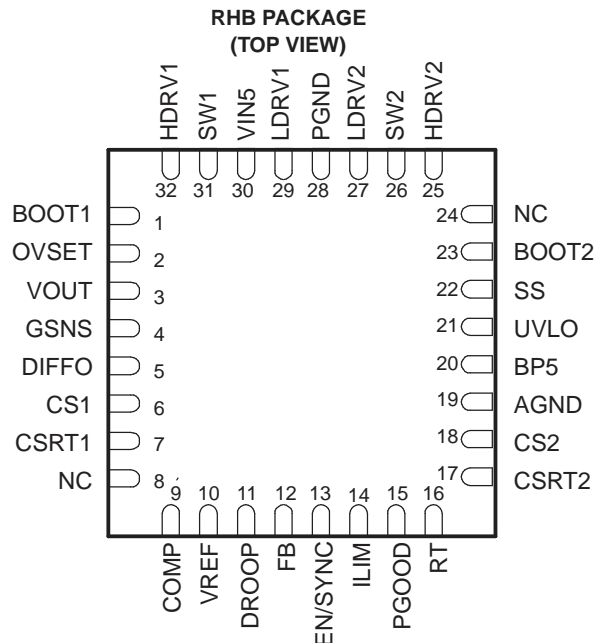 RHB PACKAGE
(TOP VIEW)
HDRV1
SW1
VIN5
LDRV1
PGND
LDRV2
SW2
HDRV2
32 31 30 29 28 27 26 25
BOOT1 1
OVSET 2
VOUT 3
GSNS 4
DIFFO 5
CS1 6
CSRT1 7
NC 8
24 NC
23 BOOT2
22 SS
21 UVLO
20 BP5
19 AGND
18 CS2
17 CSRT2
9 10 11 12 13 14 15 16
COMP
VREF
DROOP
FB
EN/SYNC
ILIM
PGOOD
RT